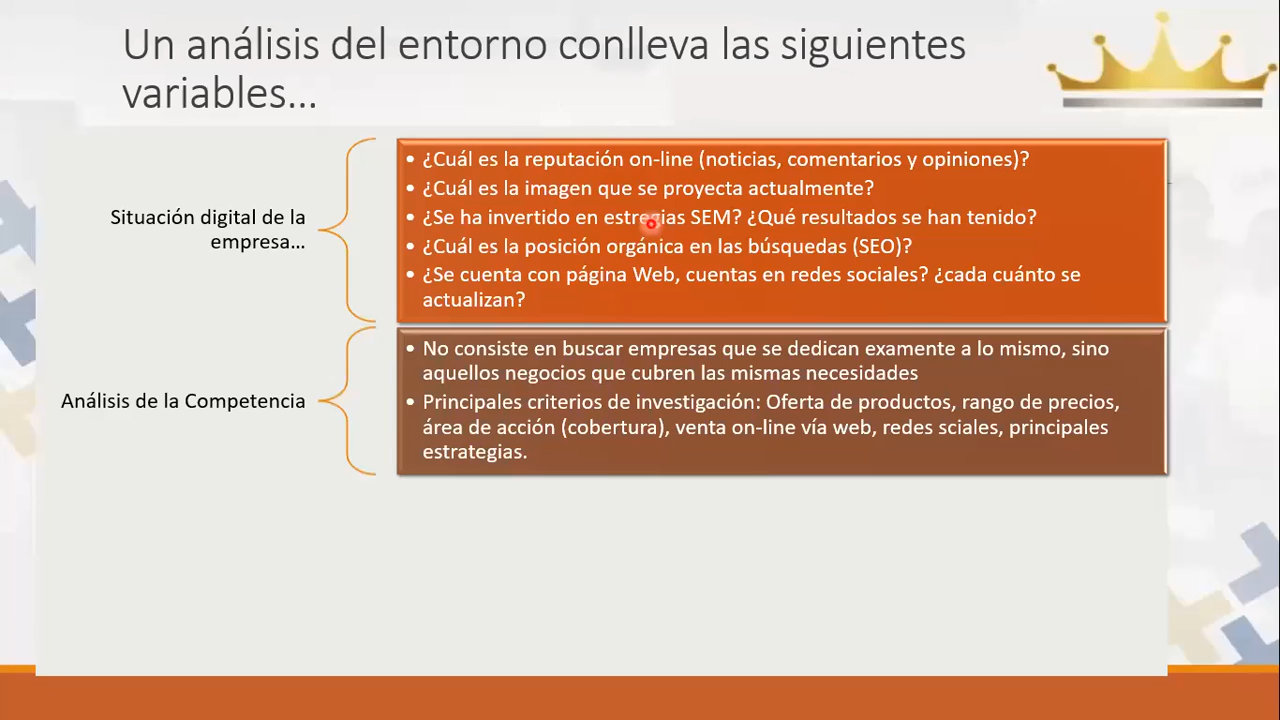 Un análisis del entorno conlleva las siguientes
variables...
Situación digital de la
empresa...
• ¿Cuál es la reputación on-line (noticias, comentarios y opiniones)?
• ¿Cuál es la imagen que se proyecta actualmente?
• ¿Se ha invertido en estregias SEM? ¿Qué resultados se han tenido?
• ¿Cuál es la posición orgánica en las búsquedas (SEO)?
• ¿Se cuenta con página Web, cuentas en redes sociales? ¿cada cuánto se
actualizan?
Análisis de la Competencia
• No consiste en buscar empresas que se dedican examente a lo mismo, sino
aquellos negocios que cubren las mismas necesidades
• Principales criterios de investigación: Oferta de productos, rango de precios,
área de acción (cobertura), venta on-line vía web, redes sciales, principales
estrategias.